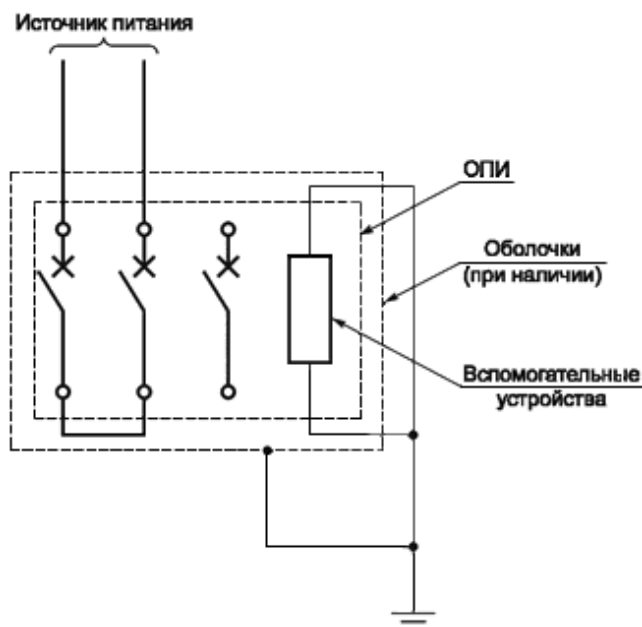 Источник питания
ОПИ
Оболочки
(при наличии)
Вспомогательные
устройства